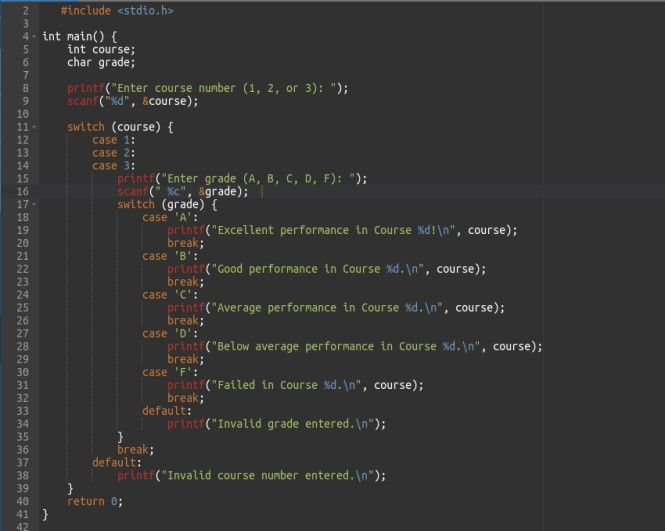 2 #include <stdio.h>
3
4 int main() {
5 int course;
6 char grade;
7
8 printf("Enter course number (1, 2, or 3): ");
9 scanf("%d", &course);
10
11 switch (course) {
12 case 1:
13 case 2:
14 case 3:
15 printf("Enter grade (A, B, C, D, F): ");
16 scanf(" %c", &grade);
17 switch (grade) {
18 case 'A':
19 printf("Excellent performance in Course %d!\n", course);
20 break;
21 case 'B':
22 printf("Good performance in Course %d.\n", course);
23 break;
24 case 'C':
25 printf("Average performance in Course %d.\n", course);
26 break;
27 case 'D':
28 printf("Below average performance in Course %d.\n", course);
29 break;
30 case 'F':
31 printf("Failed in Course %d.\n", course);
32 break;
33 default:
34 printf("Invalid grade entered.\n");
35 }
36 break;
37 default:
38 printf("Invalid course number entered.\n");
39 }
40 return 0;
41 }
42